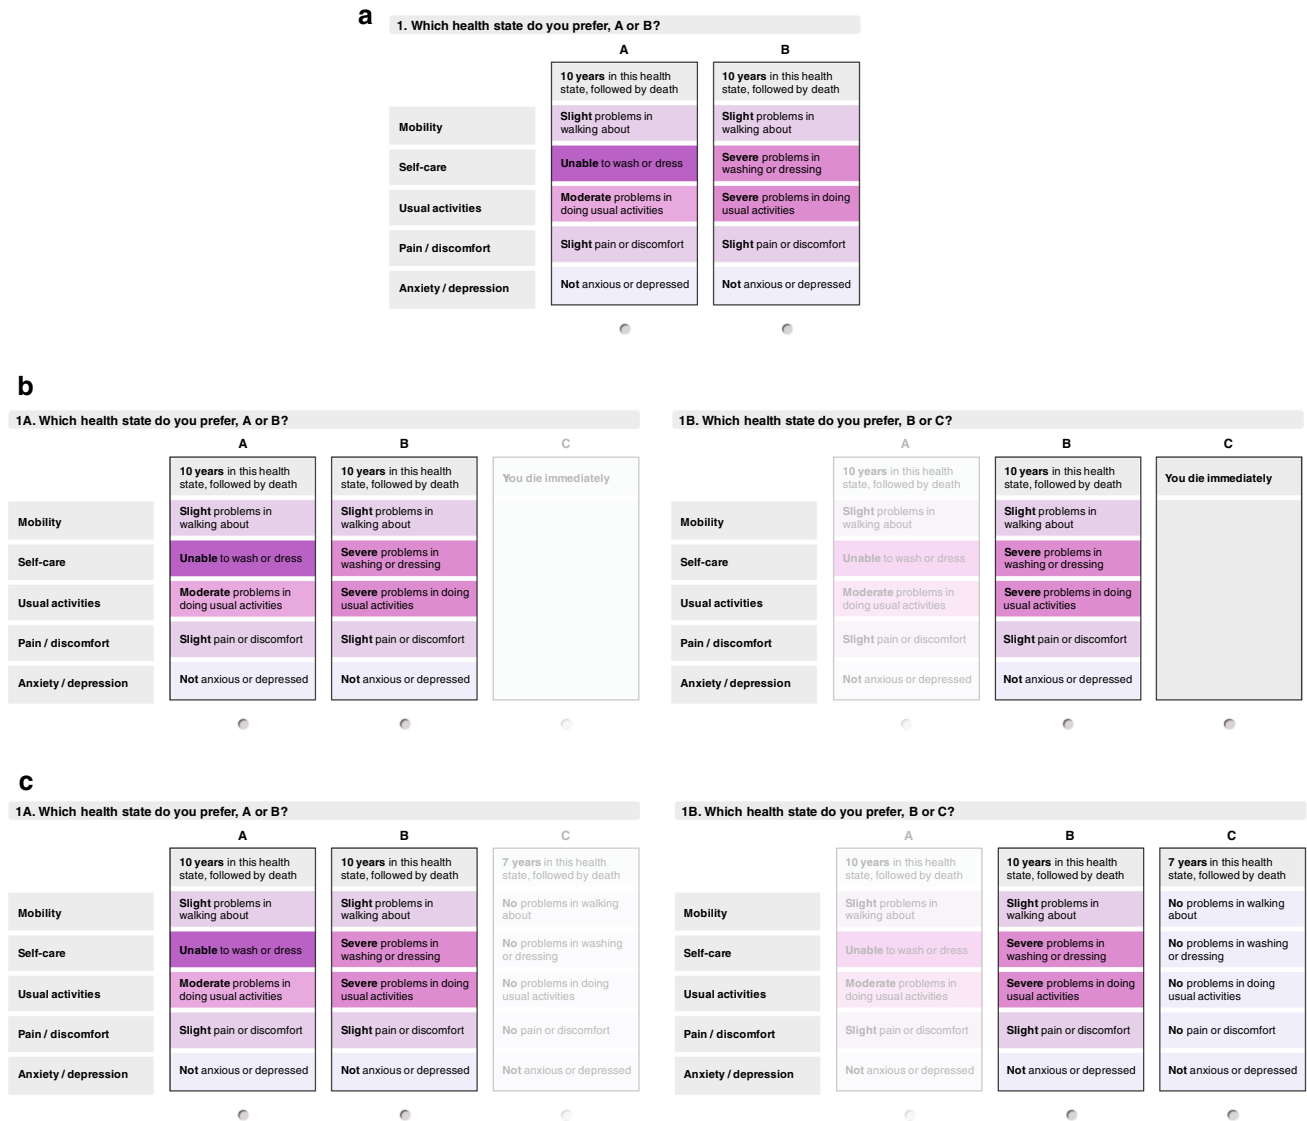 a
1. Which health state do you prefer, A or B?
A
B
10 years in this health
state, followed by death
10 years in this health
state, followed by death
Mobility
Slight problems in
walking about
Slight problems in
walking about
Self-care
Unable to wash or dress
Severe problems in
washing or dressing
Usual activities
Moderate problems in
doing usual activities
Severe problems in doing
usual activities
Pain / discomfort
Slight pain or discomfort
Slight pain or discomfort
Anxiety / depression
Not anxious or depressed
Not anxious or depressed
b
1A. Which health state do you prefer, A or B?
A
B
C
10 years in this health
state, followed by death
10 years in this health
state, followed by death
You die immediately
Mobility
Slight problems in
walking about
Slight problems in
walking about
Self-care
Unable to wash or dress
Severe problems in
washing or dressing
Usual activities
Moderate problems in
doing usual activities
Severe problems in doing
usual activities
Pain / discomfort
Slight pain or discomfort
Slight pain or discomfort
Anxiety / depression
Not anxious or depressed
Not anxious or depressed
1B. Which health state do you prefer, B or C?
A
B
C
10 years in this health
state, followed by death
10 years in this health
state, followed by death
You die immediately
Mobility
Slight problems in
walking about
Slight problems in
walking about
Self-care
Unable to wash or dress
Severe problems in
washing or dressing
Usual activities
Moderate problems in
doing usual activities
Severe problems in doing
usual activities
Pain / discomfort
Slight pain or discomfort
Slight pain or discomfort
Anxiety / depression
Not anxious or depressed
Not anxious or depressed
c
1A. Which health state do you prefer, A or B?
A
B
C
10 years in this health
state, followed by death
10 years in this health
state, followed by death
7 years in this health
state, followed by death
Mobility
Slight problems in
walking about
Slight problems in
walking about
No problems in walking
about
Self-care
Unable to wash or dress
Severe problems in
washing or dressing
No problems in washing
or dressing
Usual activities
Moderate problems in
doing usual activities
Severe problems in doing
usual activities
No problems in doing
usual activities
Pain / discomfort
Slight pain or discomfort
Slight pain or discomfort
No pain or discomfort
Anxiety / depression
Not anxious or depressed
Not anxious or depressed
Not anxious or depressed
1B. Which health state do you prefer, B or C?
A
B
C
10 years in this health
state, followed by death
10 years in this health
state, followed by death
7 years in this health
state, followed by death
Mobility
Slight problems in
walking about
Slight problems in
walking about
No problems in walking
about
Self-care
Unable to wash or dress
Severe problems in
washing or dressing
No problems in washing
or dressing
Usual activities
Moderate problems in
doing usual activities
Severe problems in doing
usual activities
No problems in doing
usual activities
Pain / discomfort
Slight pain or discomfort
Slight pain or discomfort
No pain or discomfort
Anxiety / depression
Not anxious or depressed
Not anxious or depressed
Not anxious or depressed